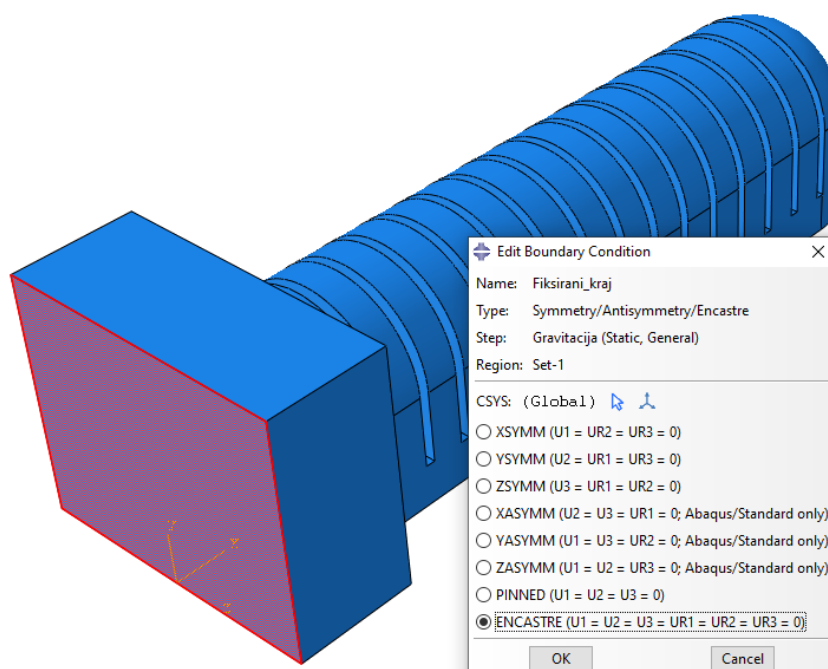 Edit Boundary Condition
Name: Fiksirani_kraj
Type: Symmetry/Antisymmetry/Encastre
Step: Gravitacija (Static, General)
Region: Set-1
CSYS: (Global)
XSYMM (U1 = UR2 = UR3 = 0)
YSYMM (U2 = UR1 = UR3 = 0)
ZSYMM (U3 = UR1 = UR2 = 0)
XASYMM (U2 = U3 = UR1 = 0; Abaqus/Standard only)
YASYMM (U1 = U3 = UR2 = 0; Abaqus/Standard only)
ZASYMM (U1 = U2 = UR3 = 0; Abaqus/Standard only)
PINNED (U1 = U2 = U3 = 0)
ENCASTRE (U1 = U2 = U3 = UR1 = UR2 = UR3 = 0)
OK Cancel